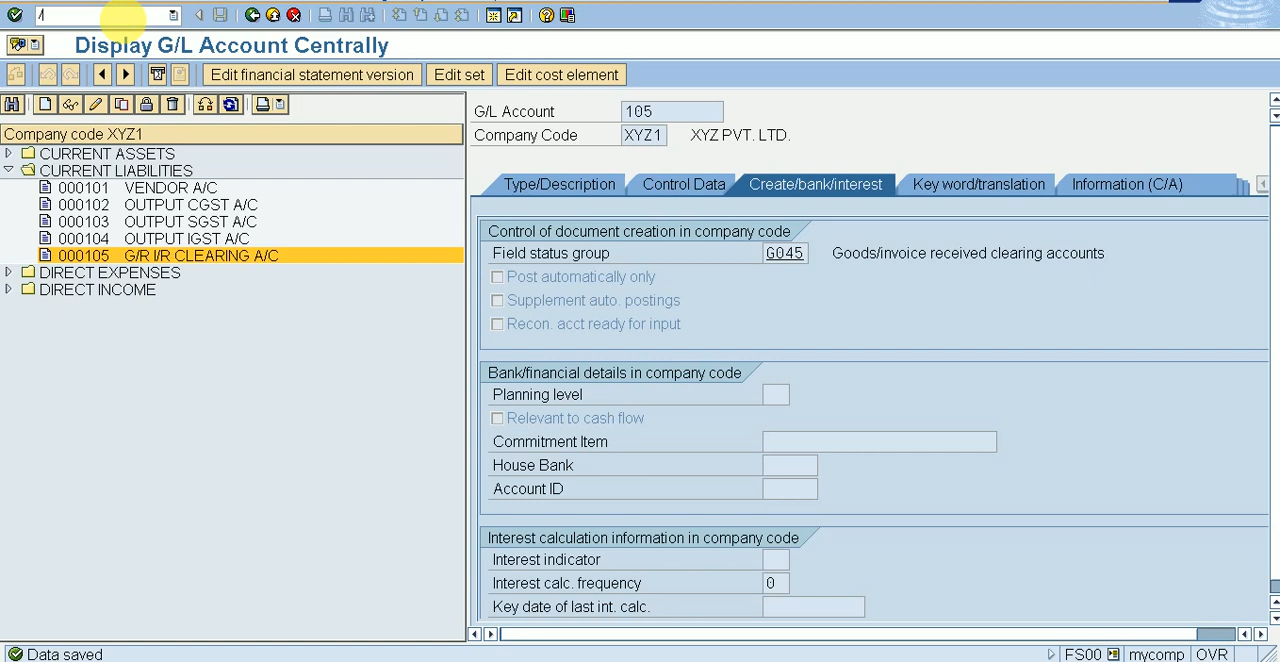 /
Display G/L Account Centrally
Edit financial statement version Edit set Edit cost element
Company code XYZ1
CURRENT ASSETS
CURRENT LIABILITIES
000101 VENDOR A/C
000102 OUTPUT CGST A/C
000103 OUTPUT SGST A/C
000104 OUTPUT IGST A/C
000105 G/R I/R CLEARING A/C
DIRECT EXPENSES
DIRECT INCOME
G/L Account 105
Company Code XYZ1 XYZ PVT. LTD.
Type/Description Control Data Create/bank/interest Key word/translation Information (C/A)
Control of document creation in company code
Field status group G045 Goods/invoice received clearing accounts
Post automatically only
Supplement auto. postings
Recon. acct ready for input
Bank/financial details in company code
Planning level
Relevant to cash flow
Commitment Item
House Bank
Account ID
Interest calculation information in company code
Interest indicator
Interest calc. frequency 0
Key date of last int. calc.
Data saved FS00 mycomp OVR